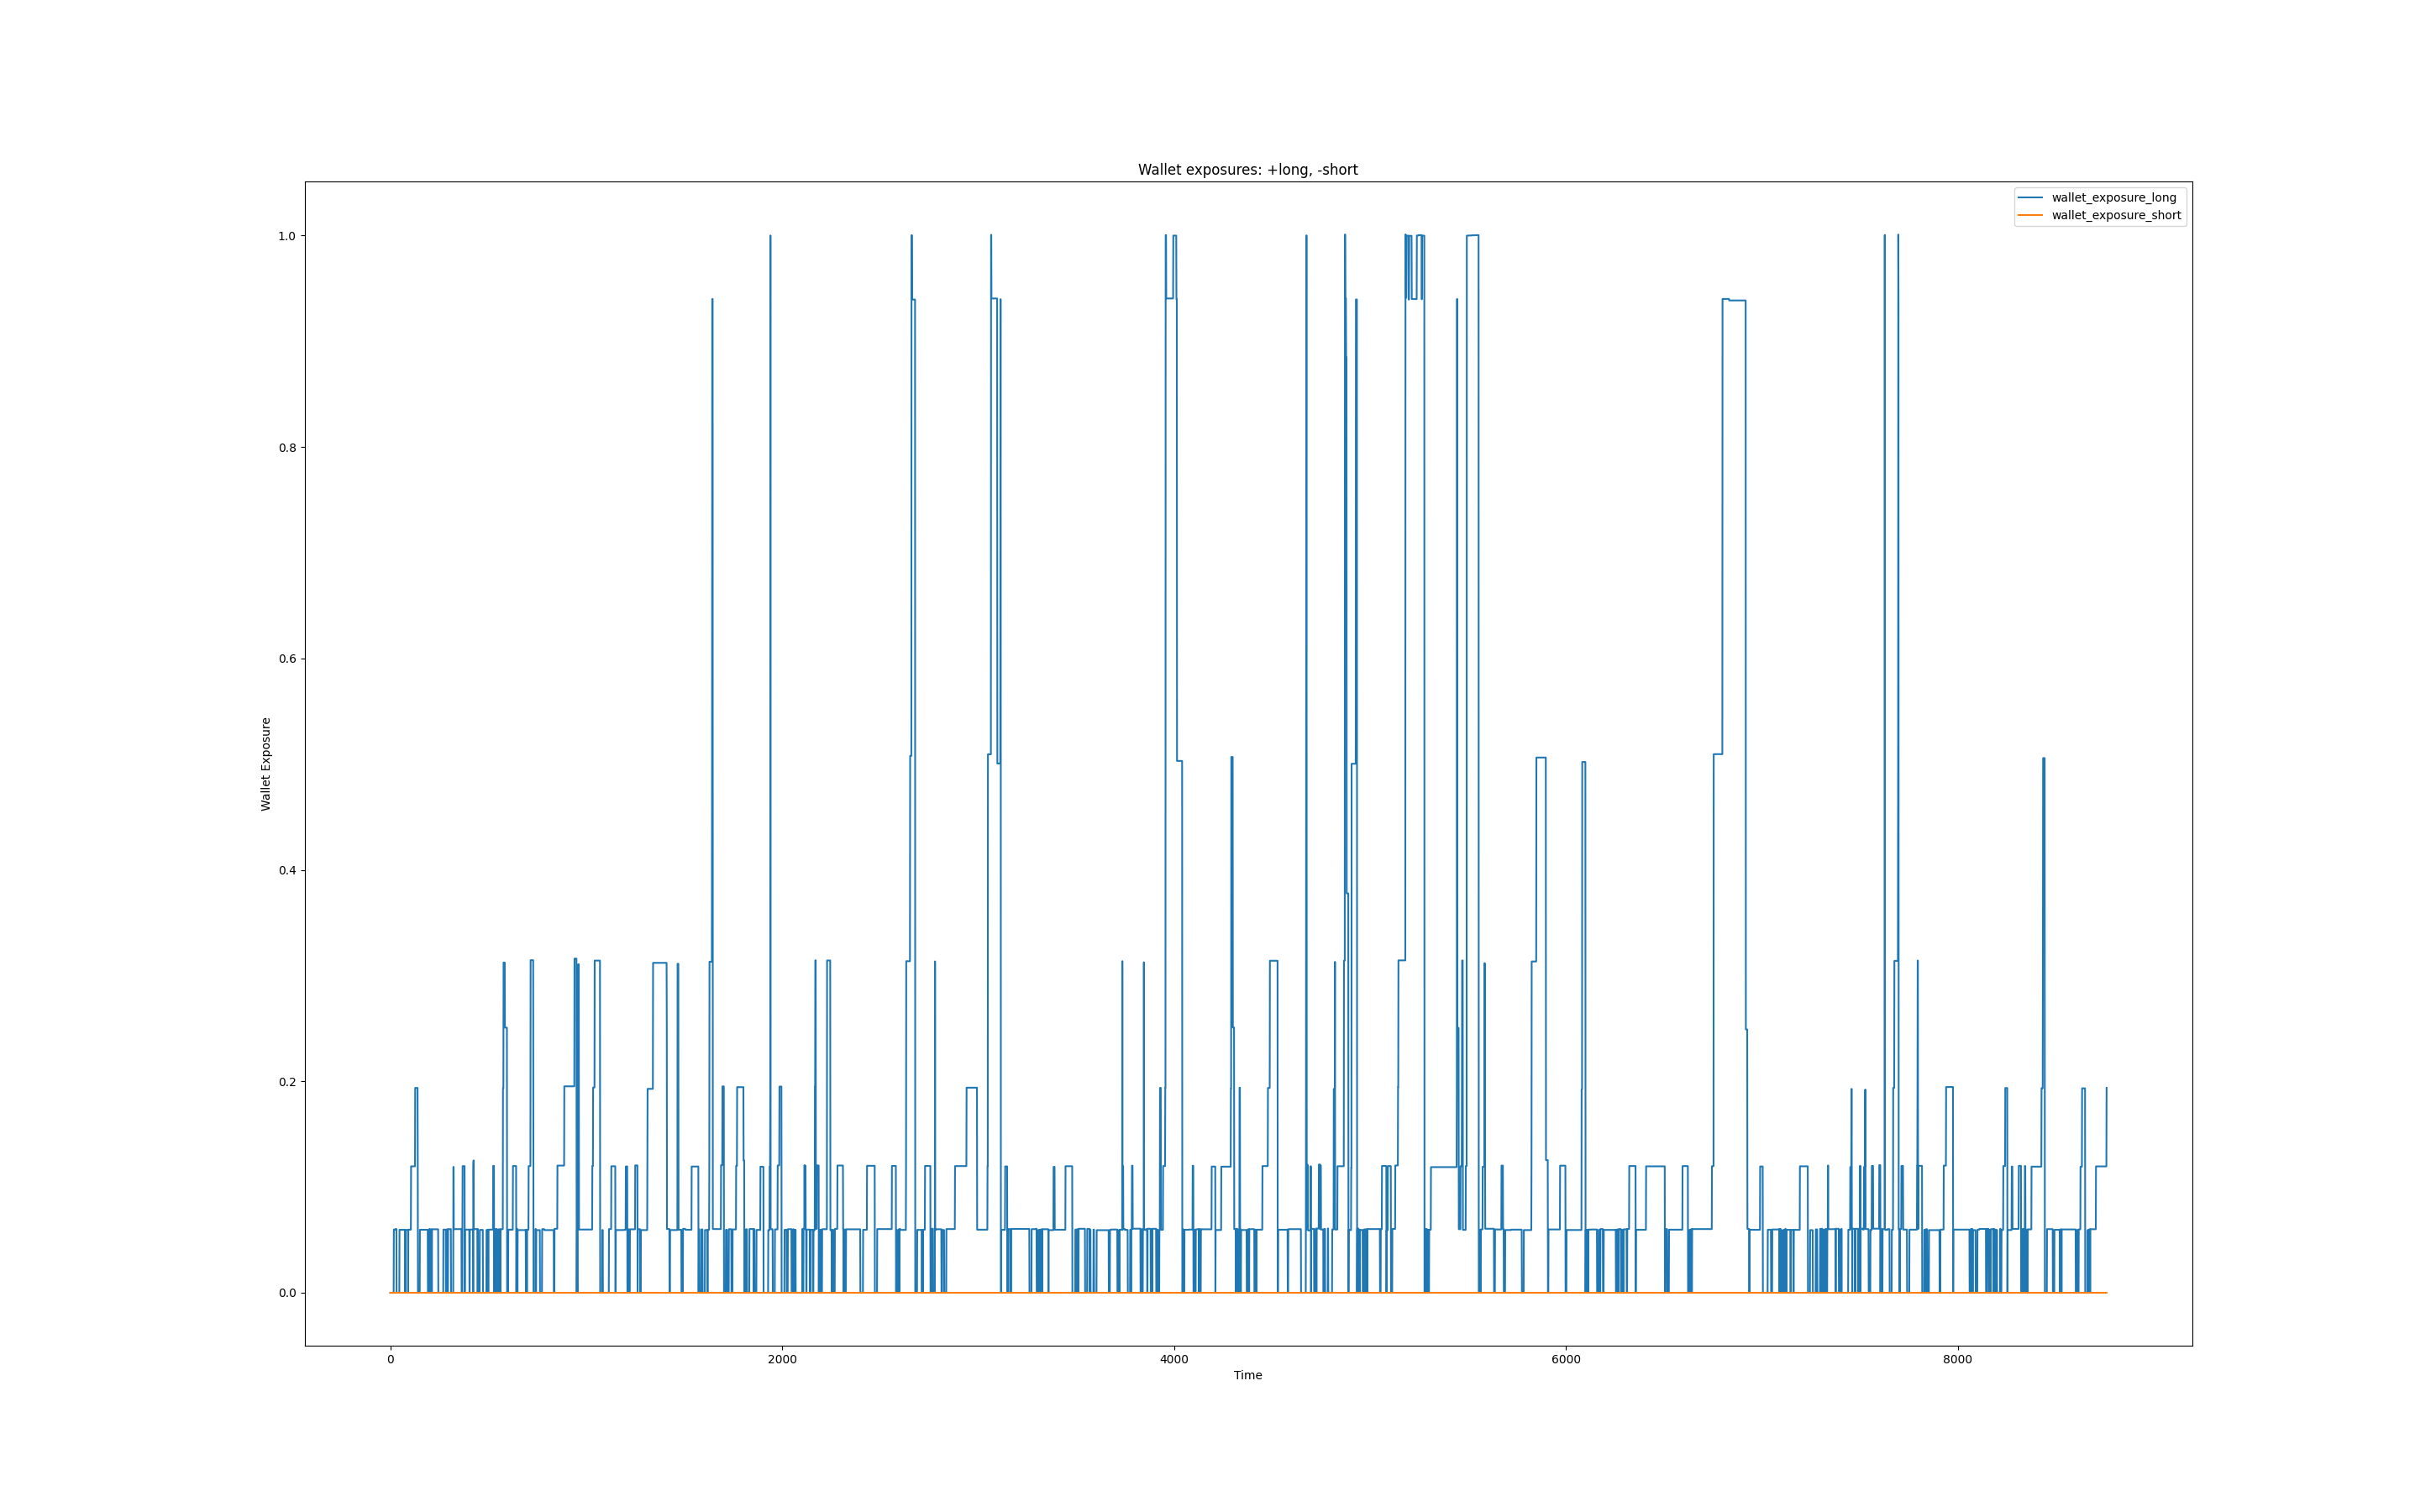 Wallet exposures: +long, -short
wallet_exposure_long
wallet_exposure_short
1.0
0.8
0.6
0.4
0.2
0.0
Wallet Exposure
0 2000 4000 6000 8000
Time